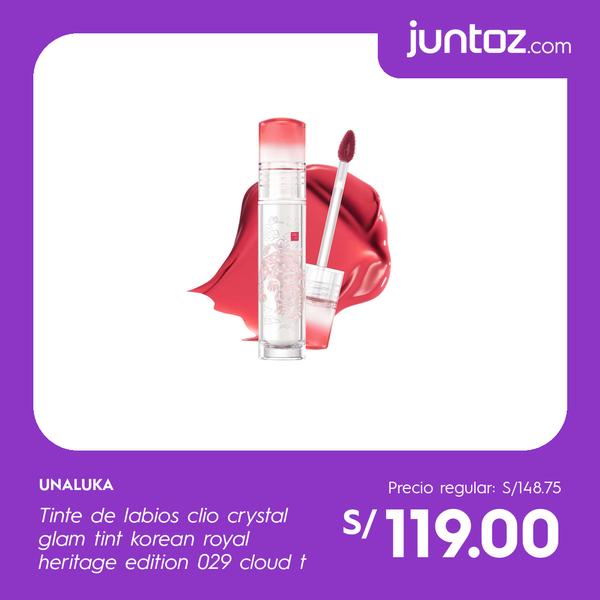 juntoz.com
UNALUKA
Tinte de labios clio crystal
glam tint korean royal
heritage edition 029 cloud t
Precio regular: S/148.75
S/119.00